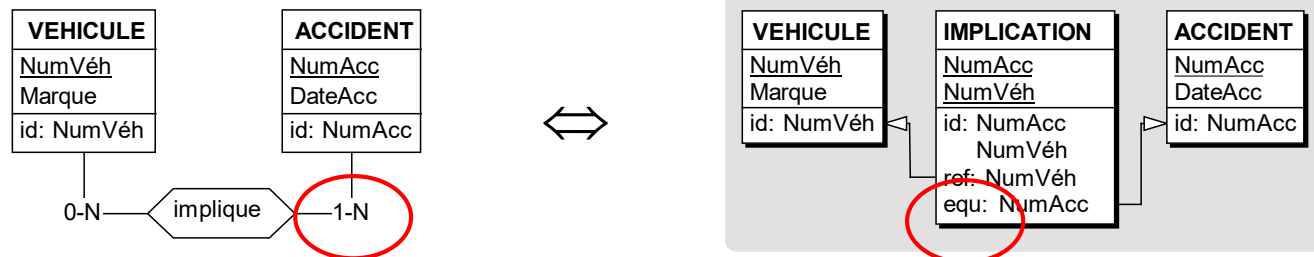 VEHICULE
NumVéh
Marque
id: NumVéh
ACCIDENT
NumAcc
DateAcc
id: NumAcc
0-N
implique
1-N
VEHICULE
NumVéh
Marque
id: NumVéh
IMPLICATION
NumAcc
NumVéh
id: NumAcc
NumVéh
ref: NumVéh
equ: NumAcc
ACCIDENT
NumAcc
DateAcc
id: NumAcc